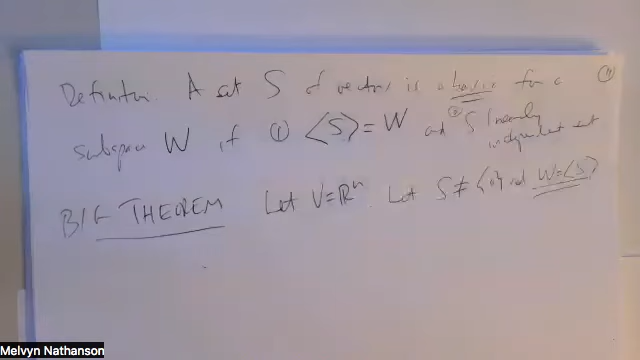 Definition. A set S of vectors is a basis for a
subspace W if ① ⟨S⟩ = W and ② S linearly independent set
BIG THEOREM Let V = ℝⁿ. Let S ≠ {0} and W = ⟨S⟩
Melvyn Nathanson